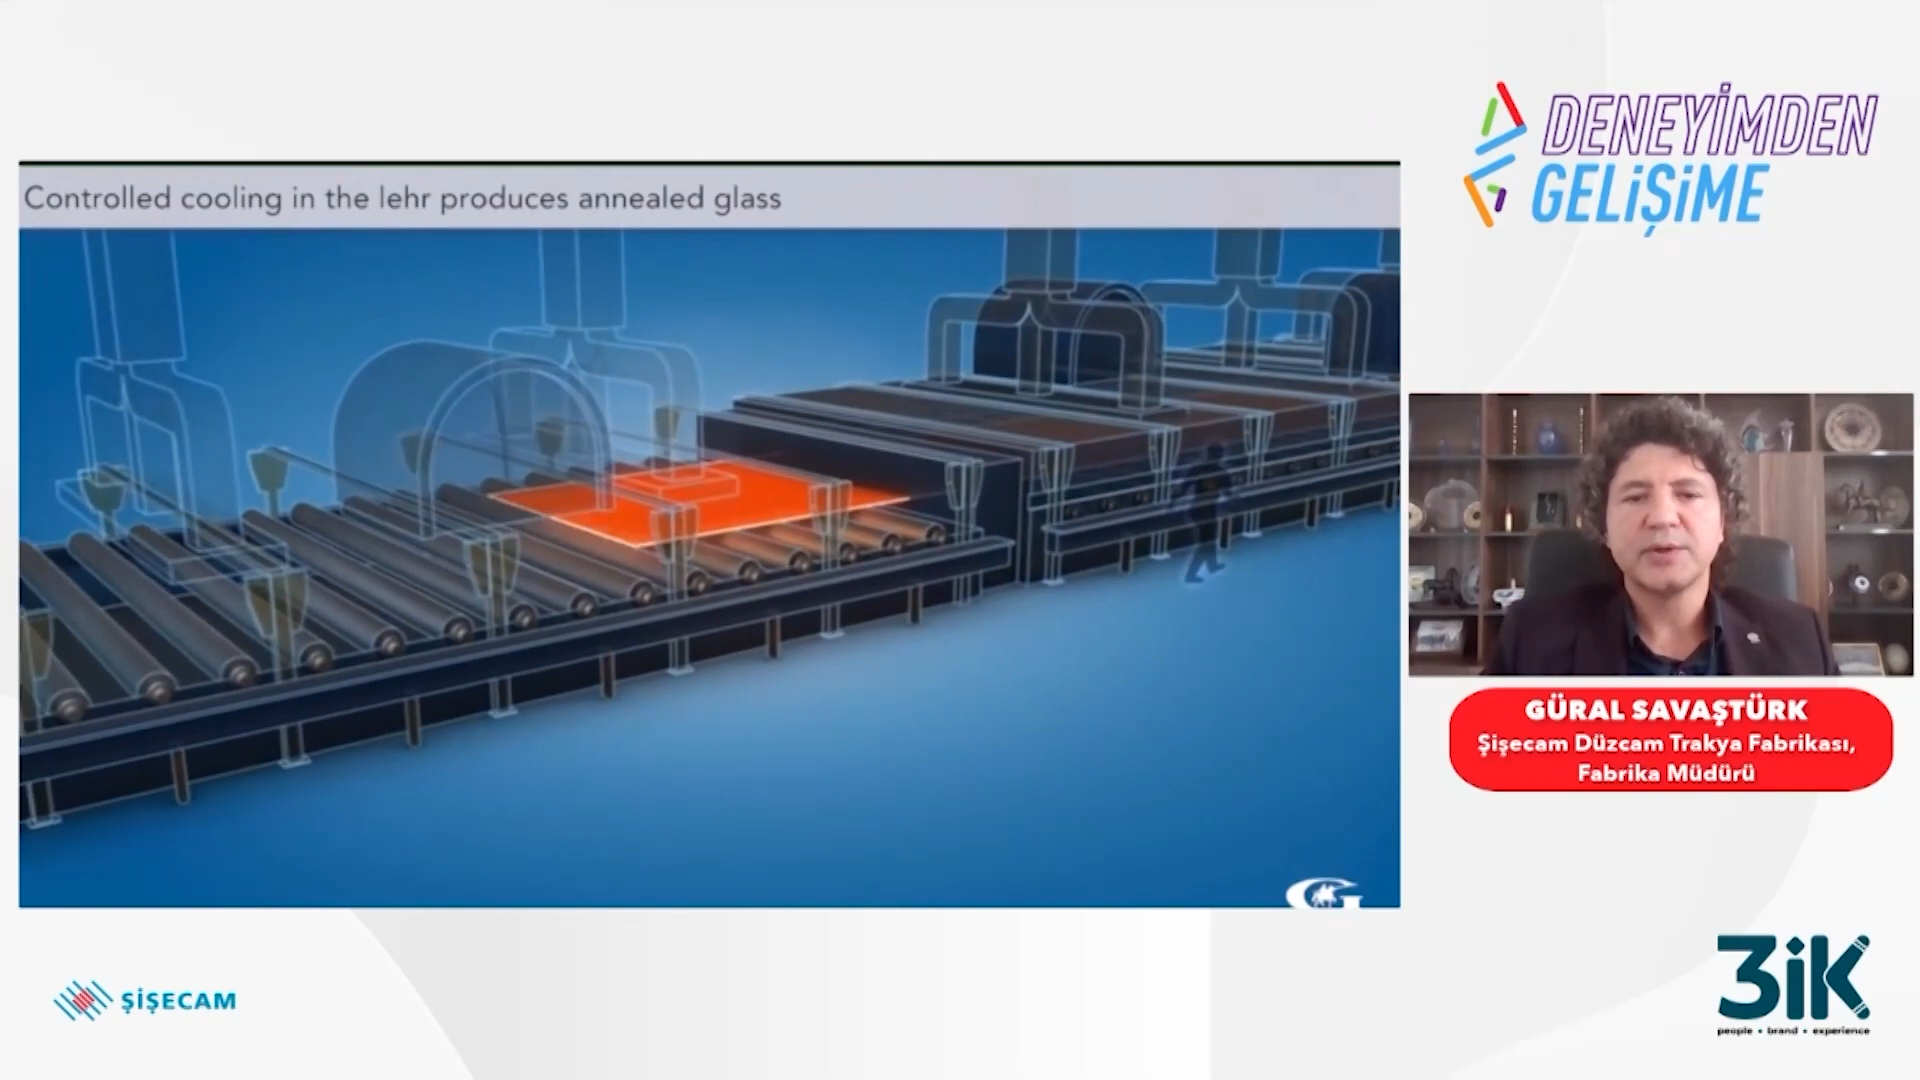 DENEYİMDEN
GELİŞİME
Controlled cooling in the lehr produces annealed glass
GÜRAL SAVAŞTÜRK
Şişecam Düzcam Trakya Fabrikası,
Fabrika Müdürü
G
ŞİŞECAM
3iK
people • brand • experience